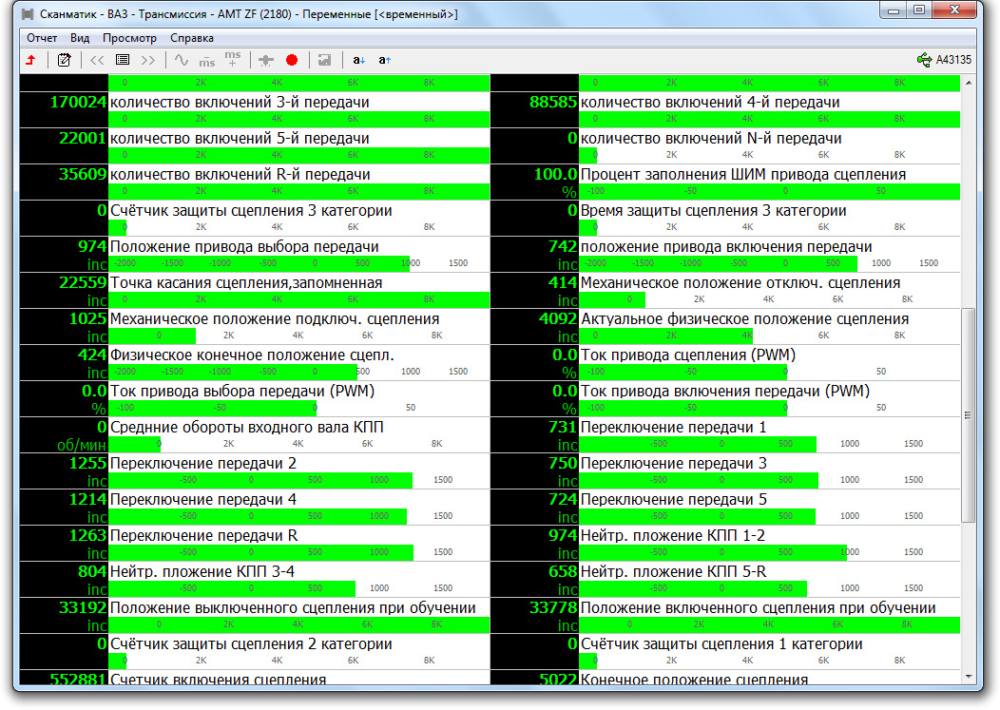 Сканматик - ВАЗ - Трансмиссия - АМТ ZF (2180) - Переменные [<временный>]
Отчет Вид Просмотр Справка
<< >> ms ms a↓ a↑ A43135
0 2K 4K 6K 8K 0 2K 4K 6K 8K
170024 количество включений 3-й передачи 88585 количество включений 4-й передачи
0 2K 4K 6K 8K 0 2K 4K 6K 8K
22001 количество включений 5-й передачи 0 количество включений N-й передачи
0 2K 4K 6K 8K 0 2K 4K 6K 8K
35609 количество включений R-й передачи 100.0 Процент заполнения ШИМ привода сцепления
0 2K 4K 6K 8K % -100 -50 0 50
0 Счётчик защиты сцепления 3 категории 0 Время защиты сцепления 3 категории
0 2K 4K 6K 8K 0 2K 4K 6K 8K
974 Положение привода выбора передачи 742 положение привода включения передачи
inc -2000 -1500 -1000 -500 0 500 1000 1500 inc -2000 -1500 -1000 -500 0 500 1000 1500
22559 Точка касания сцепления,запомненная 414 Механическое положение отключ. сцепления
inc 0 2K 4K 6K 8K inc 0 2K 4K 6K 8K
1025 Механическое положение подключ. сцепления 4092 Актуальное физическое положение сцепления
inc 0 2K 4K 6K 8K inc 0 2K 4K 6K 8K
424 Физическое конечное положение сцепл. 0.0 Ток привода сцепления (PWM)
inc -2000 -1500 -1000 -500 0 500 1000 1500 % -100 -50 0 50
0.0 Ток привода выбора передачи (PWM) 0.0 Ток привода включения передачи (PWM)
% -100 -50 0 50 % -100 -50 0 50
0 Среднние обороты входного вала КПП 731 Переключение передачи 1
об/мин 0 2K 4K 6K 8K inc -500 0 500 1000 1500
1255 Переключение передачи 2 750 Переключение передачи 3
inc -500 0 500 1000 1500 inc -500 0 500 1000 1500
1214 Переключение передачи 4 724 Переключение передачи 5
inc -500 0 500 1000 1500 inc -500 0 500 1000 1500
1263 Переключение передачи R 974 Нейтр. пложение КПП 1-2
inc -500 0 500 1000 1500 inc -500 0 500 1000 1500
804 Нейтр. пложение КПП 3-4 658 Нейтр. пложение КПП 5-R
inc -500 0 500 1000 1500 inc -500 0 500 1000 1500
33192 Положение выключенного сцепления при обучении 33778 Положение включенного сцепления при обучении
inc 0 2K 4K 6K 8K inc 0 2K 4K 6K 8K
0 Счётчик защиты сцепления 2 категории 0 Счётчик защиты сцепления 1 категории
0 2K 4K 6K 8K 0 2K 4K 6K 8K
552881 Счетчик включения сцепления 5022 Конечное положение сцепления